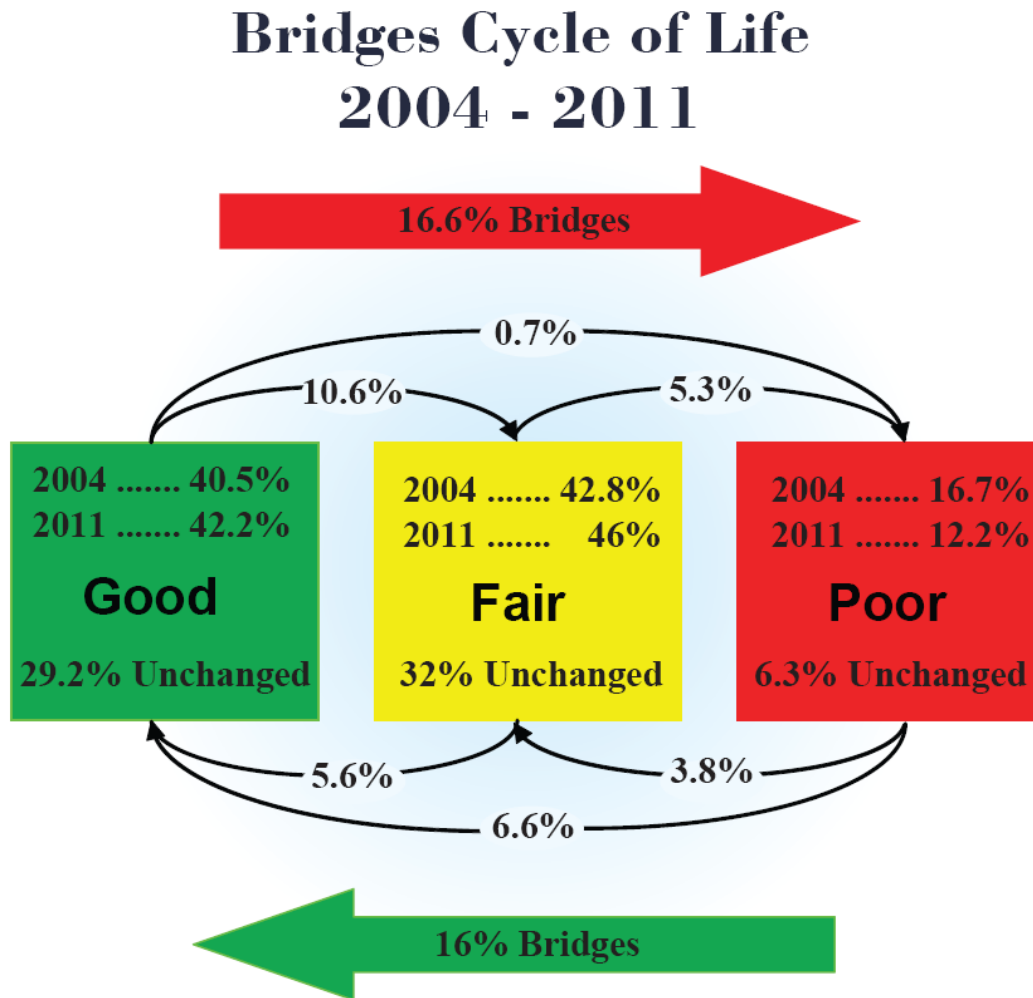 Bridges Cycle of Life
2004 - 2011
16.6% Bridges
0.7%
10.6%
5.3%
2004 ....... 40.5%
2011 ....... 42.2%
Good
29.2% Unchanged
2004 ....... 42.8%
2011 ....... 46%
Fair
32% Unchanged
2004 ....... 16.7%
2011 ....... 12.2%
Poor
6.3% Unchanged
5.6%
3.8%
6.6%
16% Bridges